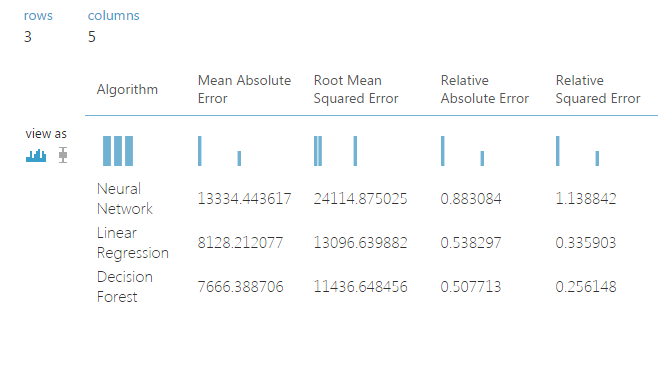 rows columns
3 5
Algorithm Mean Absolute Error Root Mean Squared Error Relative Absolute Error Relative Squared Error
view as
Neural Network 13334.443617 24114.875025 0.883084 1.138842
Linear Regression 8128.212077 13096.639882 0.538297 0.335903
Decision Forest 7666.388706 11436.648456 0.507713 0.256148